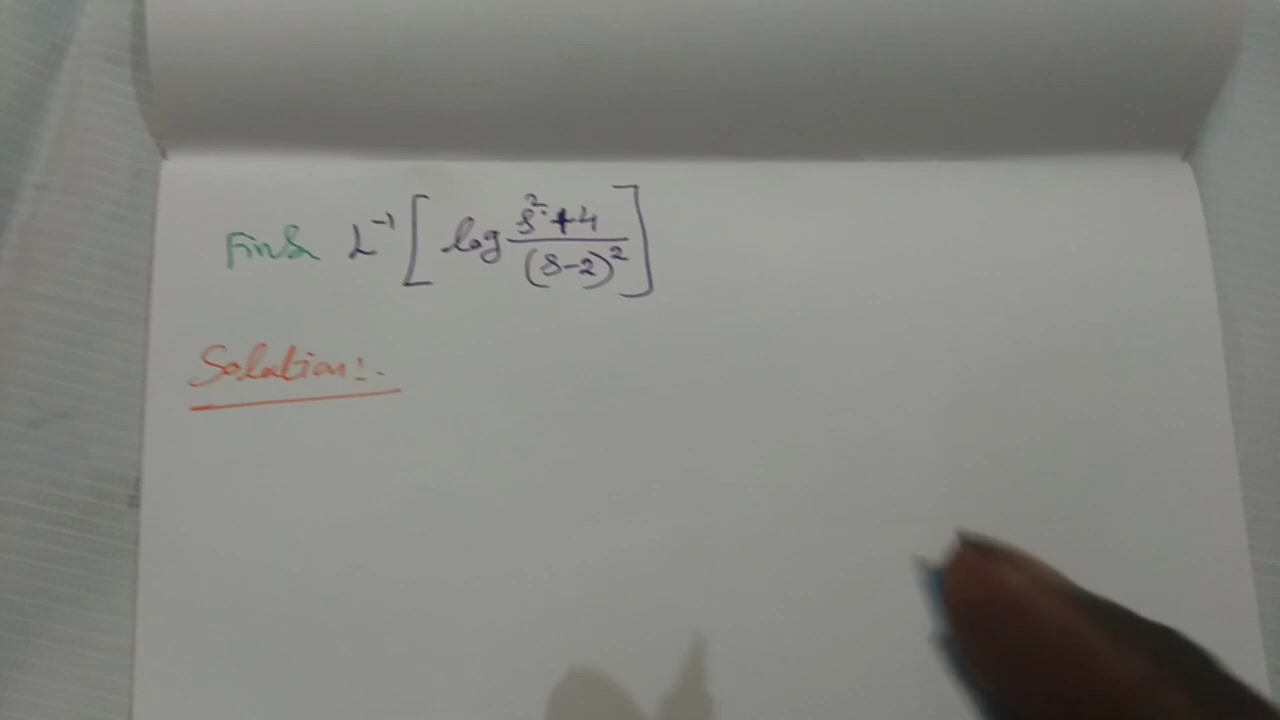 Find L⁻¹ [ log s²+4 / (s-2)² ]
Solution:-